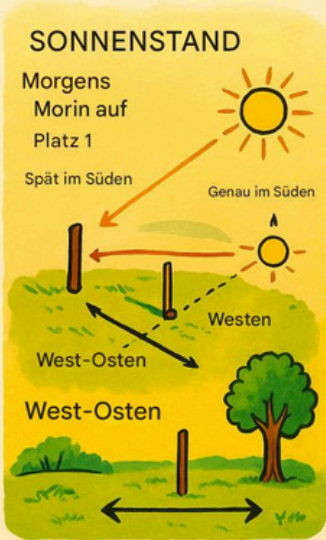 SONNENSTAND
Morgens
Morin auf
Platz 1
Spät im Süden
Genau im Süden
Westen
West-Osten
West-Osten